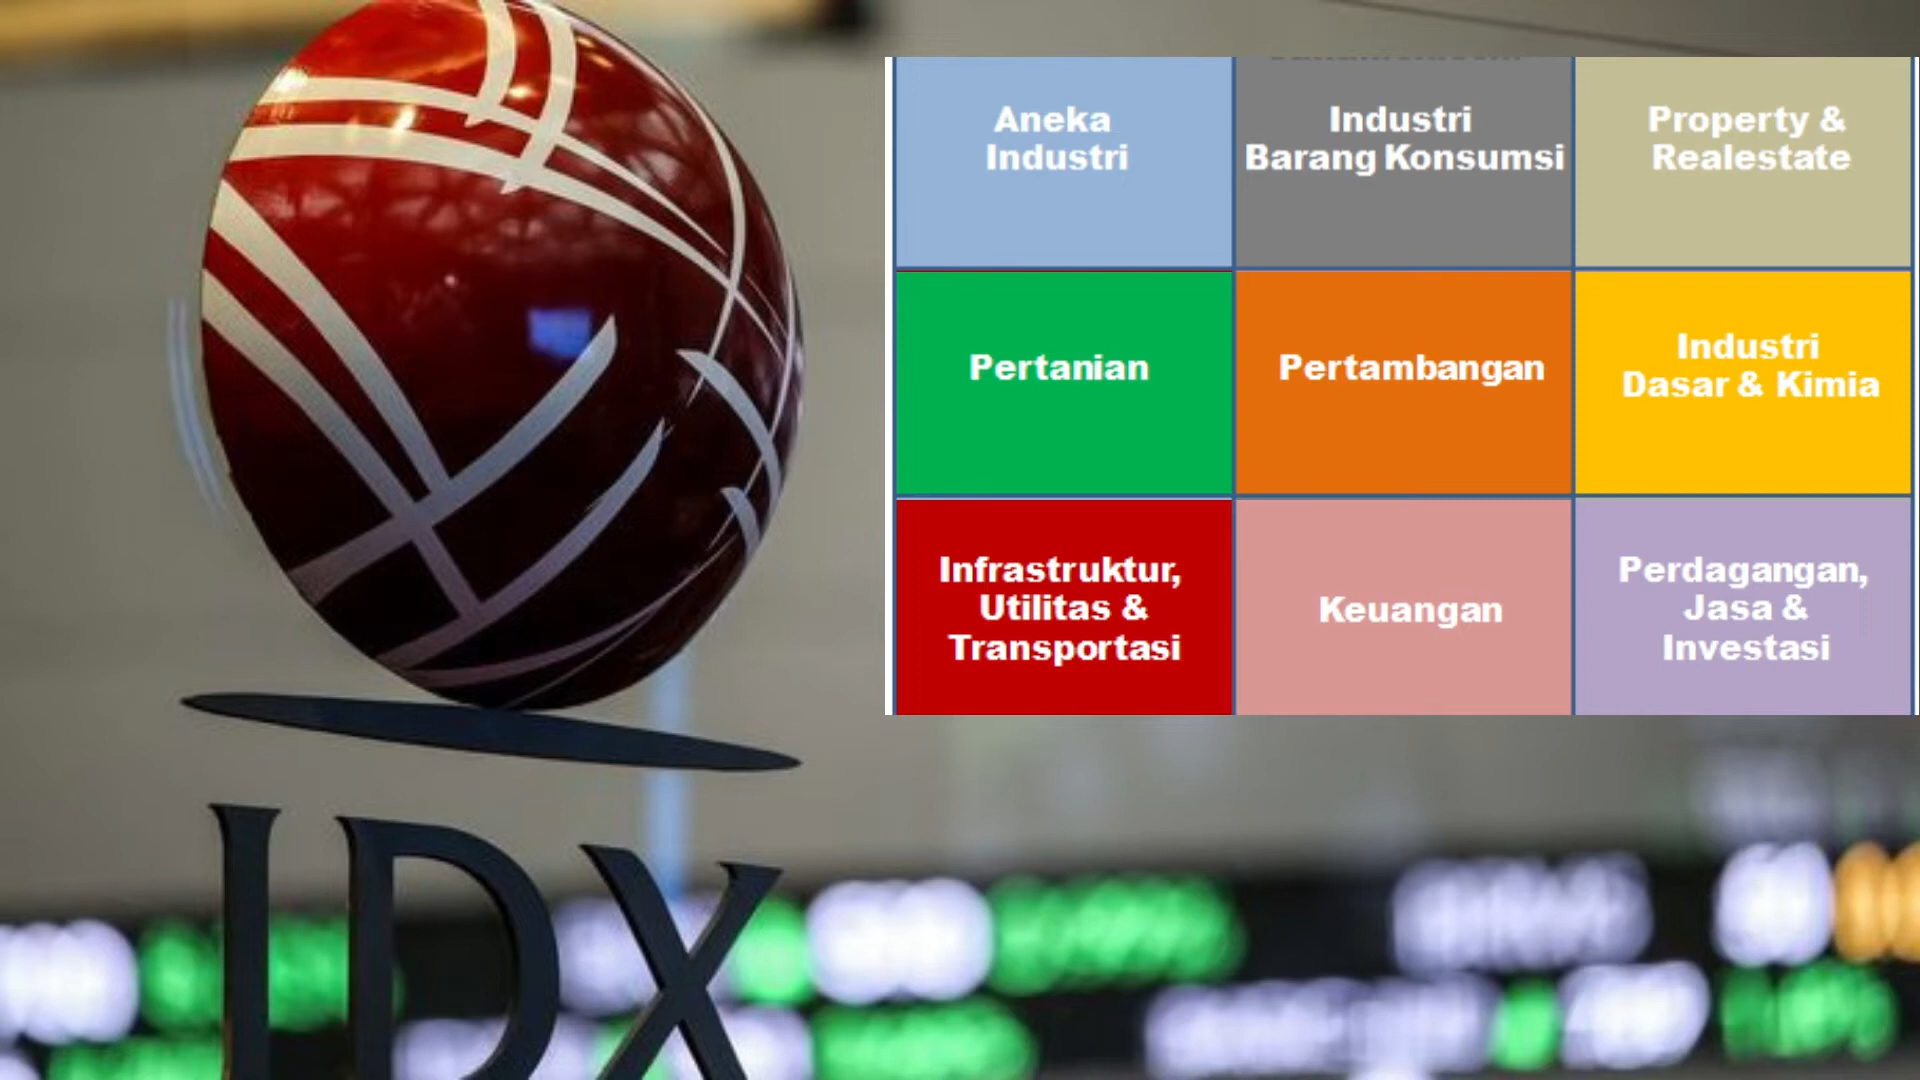 Aneka
Industri
Industri
Barang Konsumsi
Property &
Realestate
Pertanian
Pertambangan
Industri
Dasar & Kimia
Infrastruktur,
Utilitas &
Transportasi
Keuangan
Perdagangan,
Jasa &
Investasi
IDX